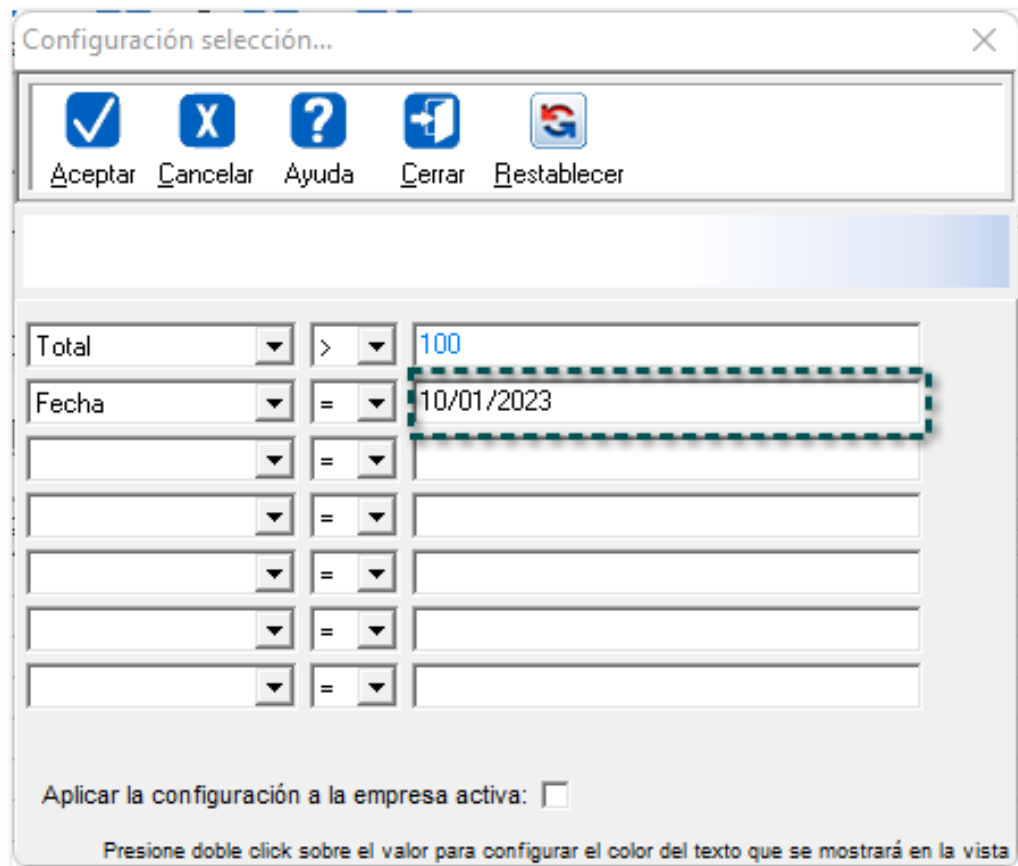 Configuración selección...
Aceptar Cancelar Ayuda Cerrar Restablecer
Total > 100
Fecha = 10/01/2023
=
=
=
=
=
Aplicar la configuración a la empresa activa:
Presione doble click sobre el valor para configurar el color del texto que se mostrará en la vista